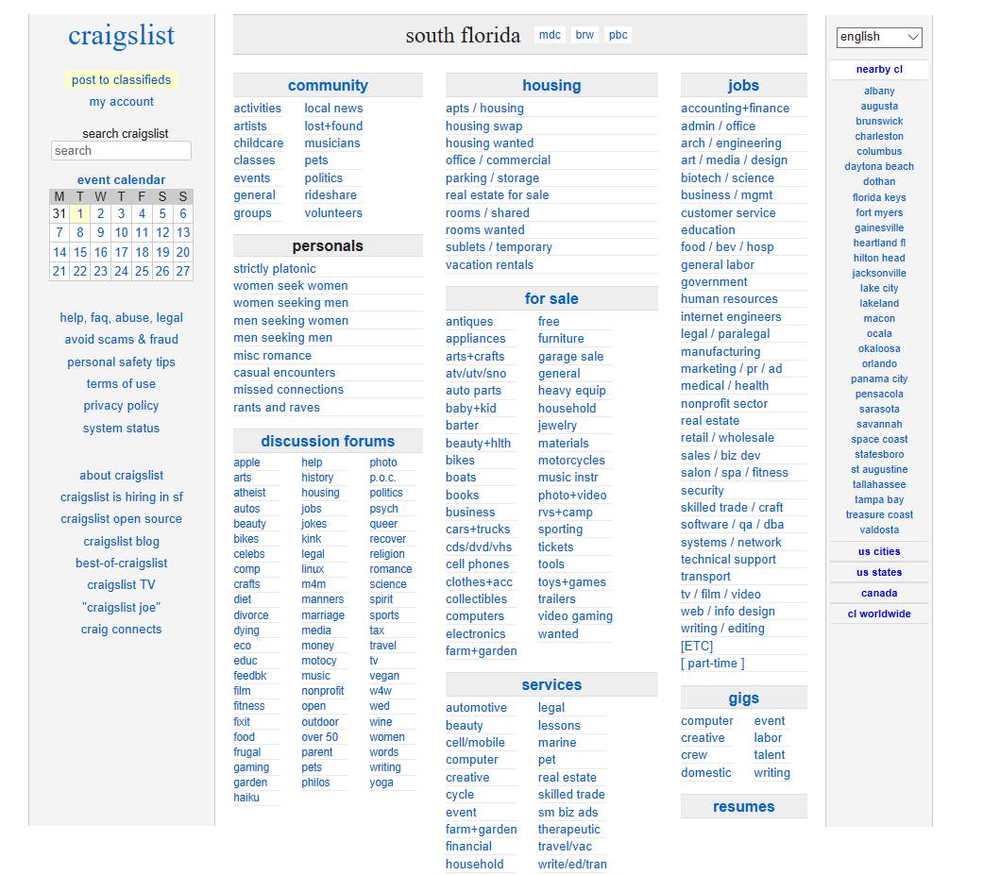 craigslist
post to classifieds
my account
search craigslist
search
event calendar
M T W T F S S
31 1 2 3 4 5 6
7 8 9 10 11 12 13
14 15 16 17 18 19 20
21 22 23 24 25 26 27
help, faq, abuse, legal
avoid scams & fraud
personal safety tips
terms of use
privacy policy
system status
about craigslist
craigslist is hiring in sf
craigslist open source
craigslist blog
best-of-craigslist
craigslist TV
"craigslist joe"
craig connects
south florida mdc brw pbc
community
activities local news
artists lost+found
childcare musicians
classes pets
events politics
general rideshare
groups volunteers
personals
strictly platonic
women seek women
women seeking men
men seeking women
men seeking men
misc romance
casual encounters
missed connections
rants and raves
discussion forums
apple help photo
arts history p.o.c.
atheist housing politics
autos jobs psych
beauty jokes queer
bikes kink recover
celebs legal religion
comp linux romance
crafts m4m science
diet manners spirit
divorce marriage sports
dying media tax
eco money travel
educ motocy tv
feedbk music vegan
film nonprofit w4w
fitness open wed
fixit outdoor wine
food over 50 women
frugal parent words
gaming pets writing
garden philos yoga
haiku
housing
apts / housing
housing swap
housing wanted
office / commercial
parking / storage
real estate for sale
rooms / shared
rooms wanted
sublets / temporary
vacation rentals
for sale
antiques free
appliances furniture
arts+crafts garage sale
atv/utv/sno general
auto parts heavy equip
baby+kid household
barter jewelry
beauty+hlth materials
bikes motorcycles
boats music instr
books photo+video
business rvs+camp
cars+trucks sporting
cds/dvd/vhs tickets
cell phones tools
clothes+acc toys+games
collectibles trailers
computers video gaming
electronics wanted
farm+garden
services
automotive legal
beauty lessons
cell/mobile marine
computer pet
creative real estate
cycle skilled trade
event sm biz ads
farm+garden therapeutic
financial travel/vac
household write/ed/tran
jobs
accounting+finance
admin / office
arch / engineering
art / media / design
biotech / science
business / mgmt
customer service
education
food / bev / hosp
general labor
government
human resources
internet engineers
legal / paralegal
manufacturing
marketing / pr / ad
medical / health
nonprofit sector
real estate
retail / wholesale
sales / biz dev
salon / spa / fitness
security
skilled trade / craft
software / qa / dba
systems / network
technical support
transport
tv / film / video
web / info design
writing / editing
[ETC]
[ part-time ]
gigs
computer event
creative labor
crew talent
domestic writing
resumes
english
nearby cl
albany
augusta
brunswick
charleston
columbus
daytona beach
dothan
florida keys
fort myers
gainesville
heartland fl
hilton head
jacksonville
lake city
lakeland
macon
ocala
okaloosa
orlando
panama city
pensacola
sarasota
savannah
space coast
statesboro
st augustine
tallahassee
tampa bay
treasure coast
valdosta
us cities
us states
canada
cl worldwide